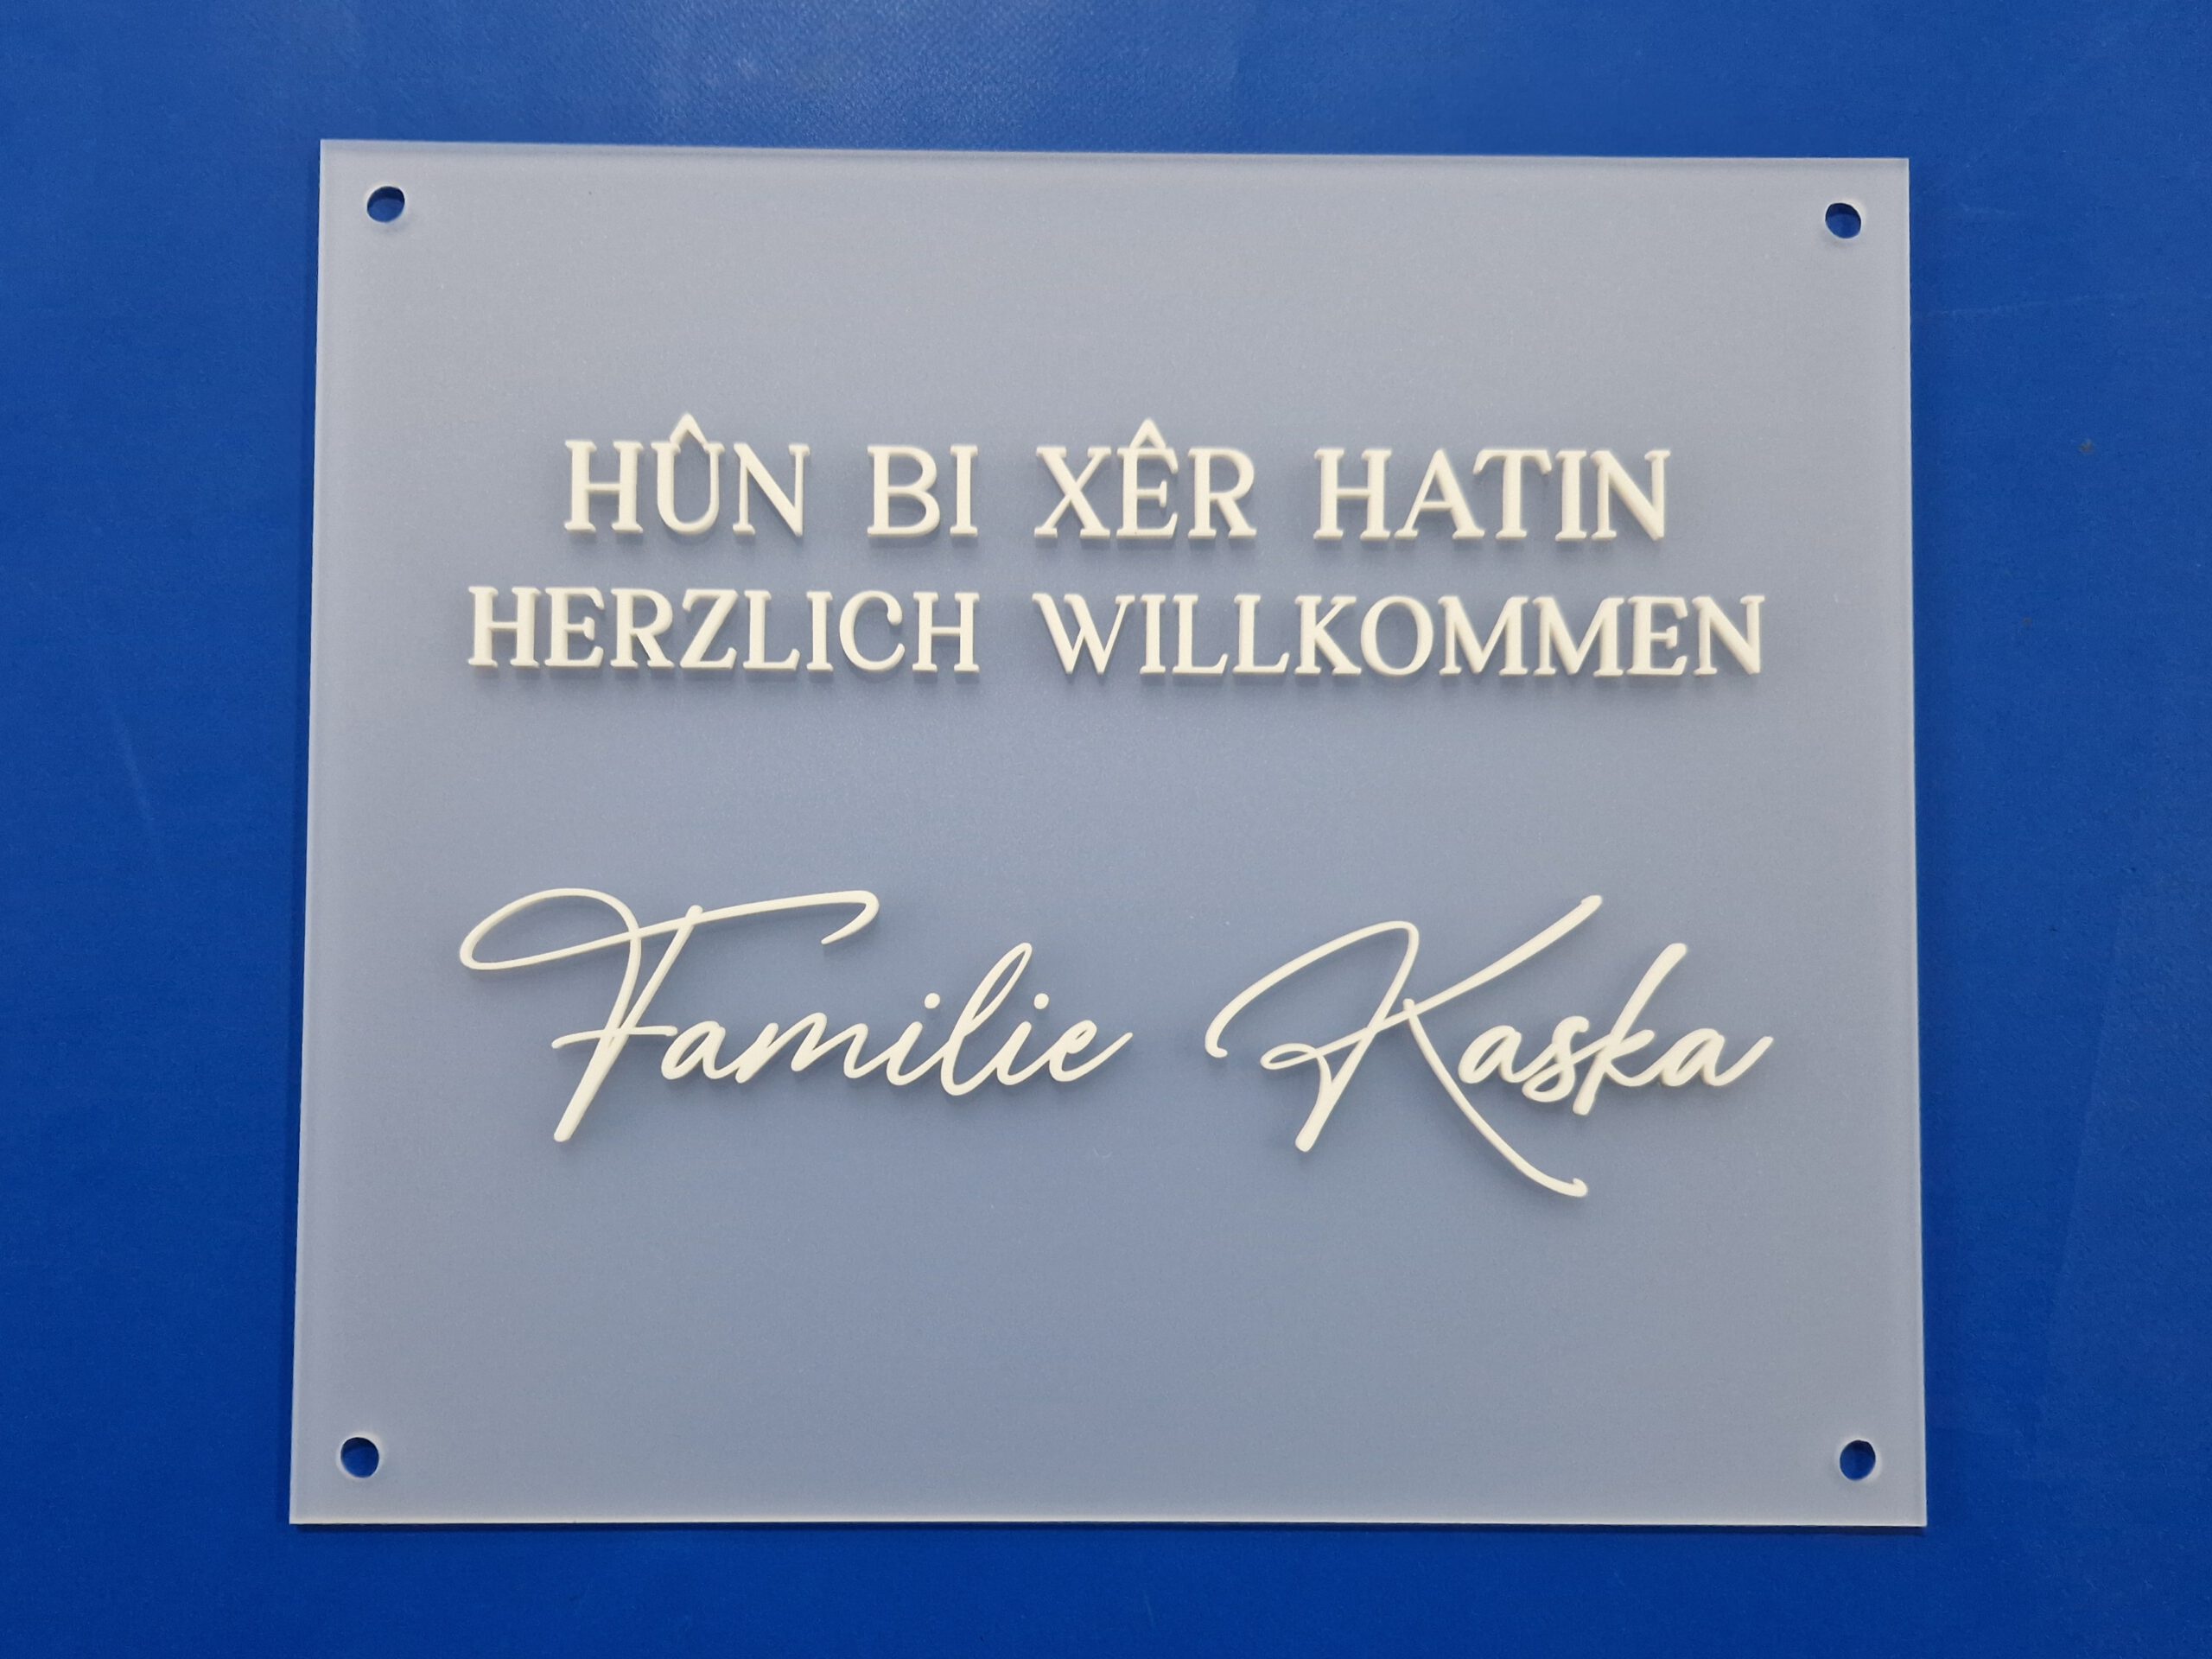 HÛN BI XÊR HATIN
HERZLICH WILLKOMMEN
Familie Kaska